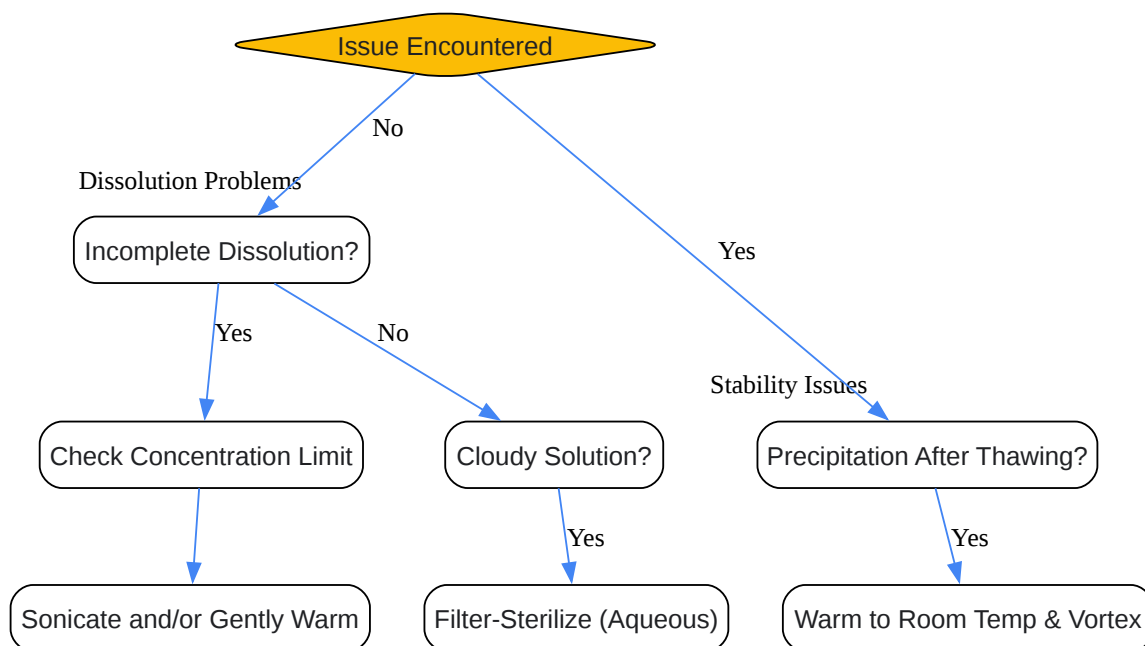 Issue Encountered
No
Dissolution Problems
Incomplete Dissolution?
Yes
Yes
No
Stability Issues
Check Concentration Limit
Cloudy Solution?
Precipitation After Thawing?
Yes
Yes
Sonicate and/or Gently Warm
Filter-Sterilize (Aqueous)
Warm to Room Temp & Vortex